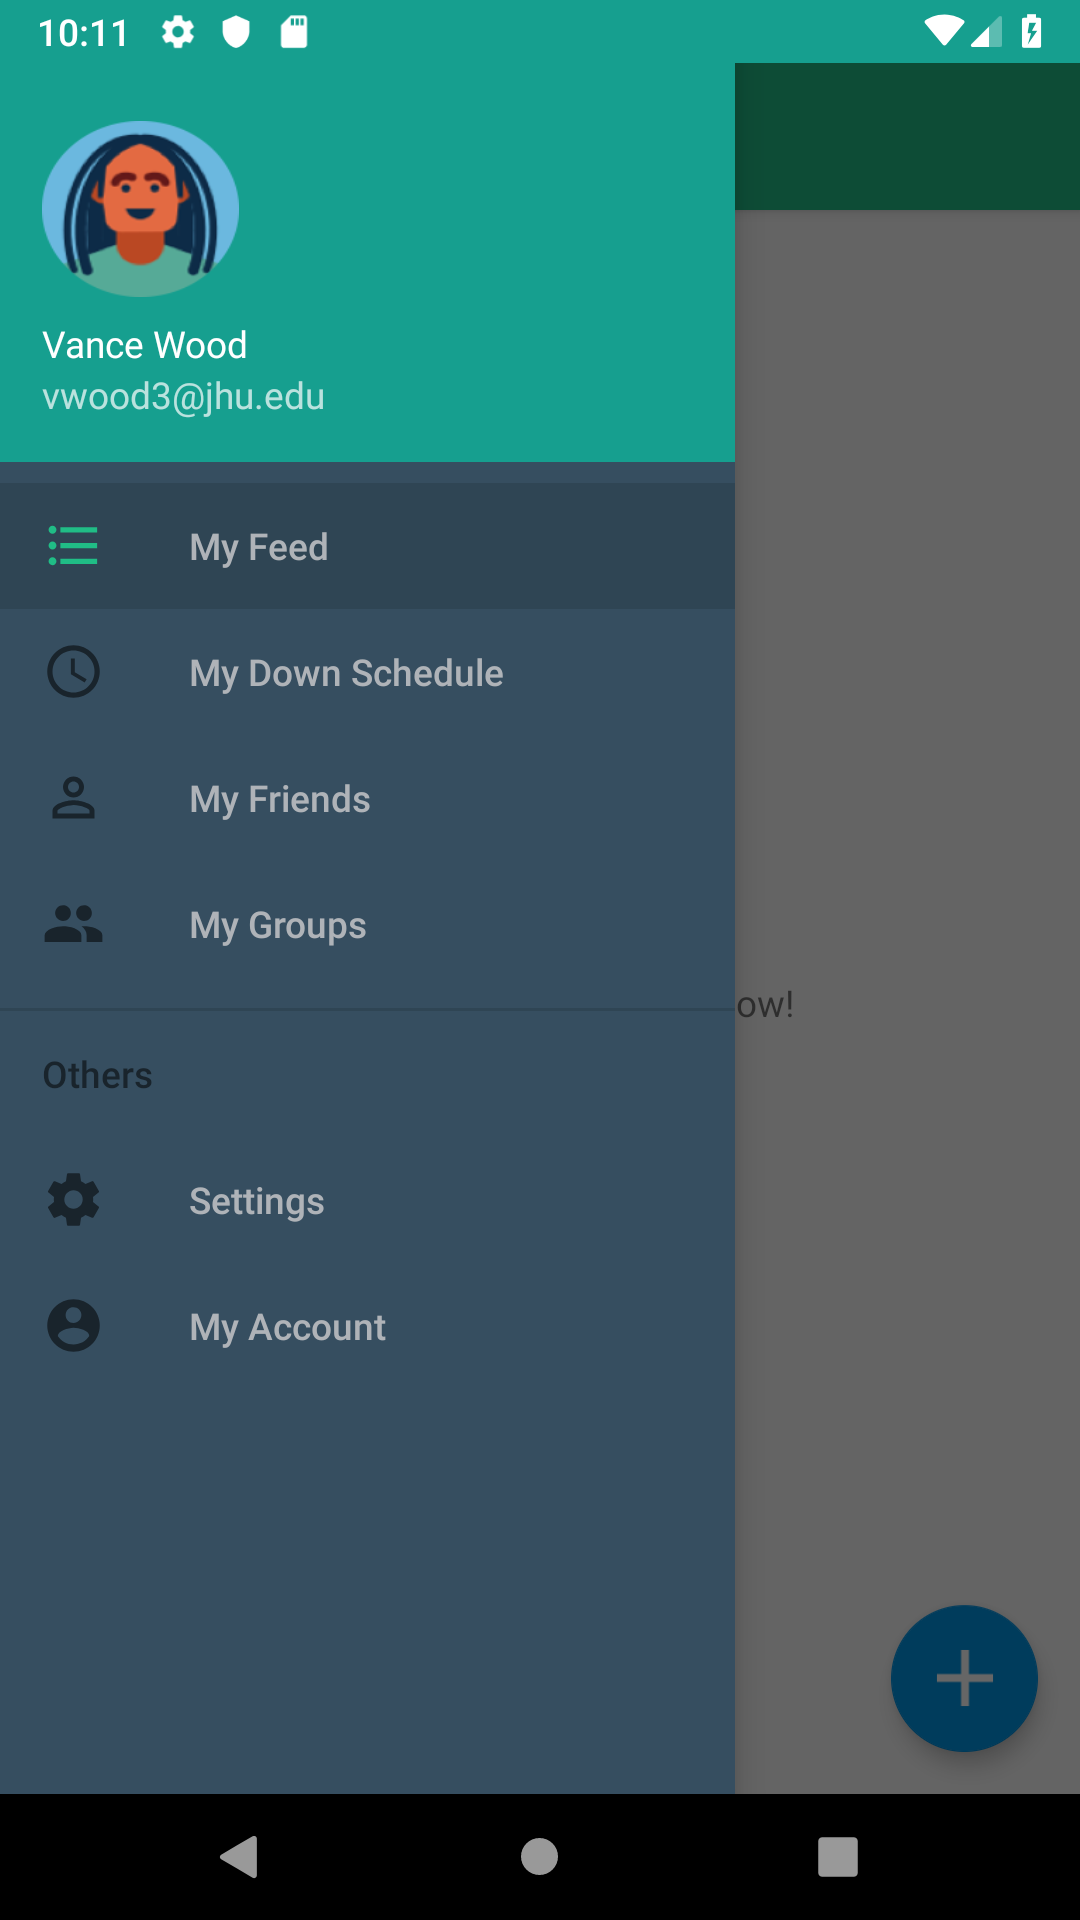 10:11
Vance Wood
vwood3@jhu.edu
My Feed
My Down Schedule
My Friends
My Groups
ow!
Others
Settings
My Account